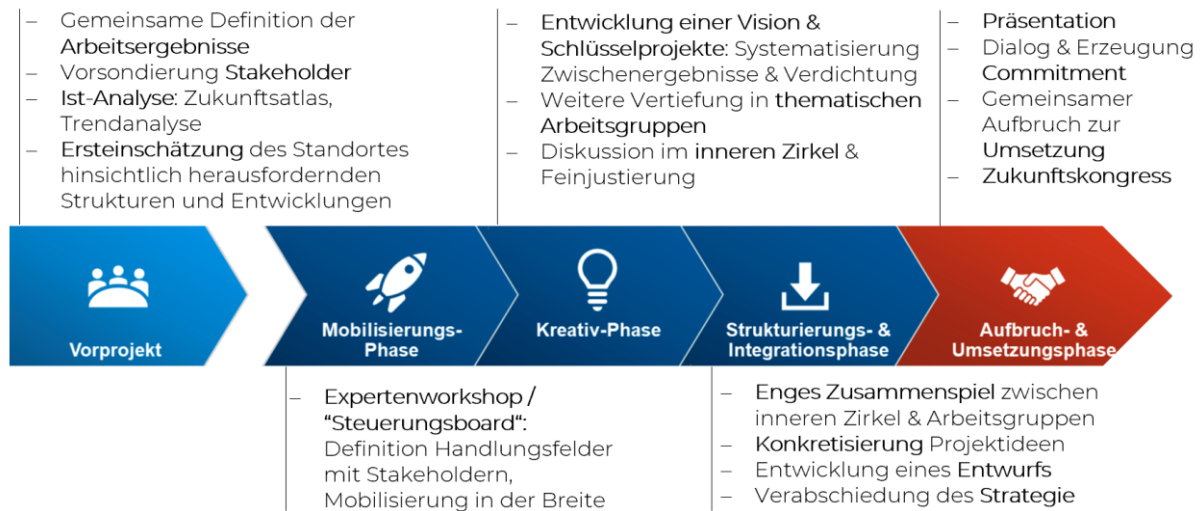 – Gemeinsame Definition der
Arbeitsergebnisse
– Vorsondierung Stakeholder
– Ist-Analyse: Zukunftsatlas,
Trendanalyse
– Ersteinschätzung des Standortes
hinsichtlich herausfordernden
Strukturen und Entwicklungen
– Entwicklung einer Vision &
Schlüsselprojekte: Systematisierung
Zwischenergebnisse & Verdichtung
– Weitere Vertiefung in thematischen
Arbeitsgruppen
– Diskussion im inneren Zirkel &
Feinjustierung
– Präsentation
– Dialog & Erzeugung
Commitment
– Gemeinsamer
Aufbruch zur
Umsetzung
– Zukunftskongress
Vorprojekt
Mobilisierungs-
Phase
Kreativ-Phase
Strukturierungs- &
Integrationsphase
Aufbruch- &
Umsetzungsphase
– Expertenworkshop /
“Steuerungsboard“:
Definition Handlungsfelder
mit Stakeholdern,
Mobilisierung in der Breite
– Enges Zusammenspiel zwischen
inneren Zirkel & Arbeitsgruppen
– Konkretisierung Projektideen
– Entwicklung eines Entwurfs
– Verabschiedung des Strategie